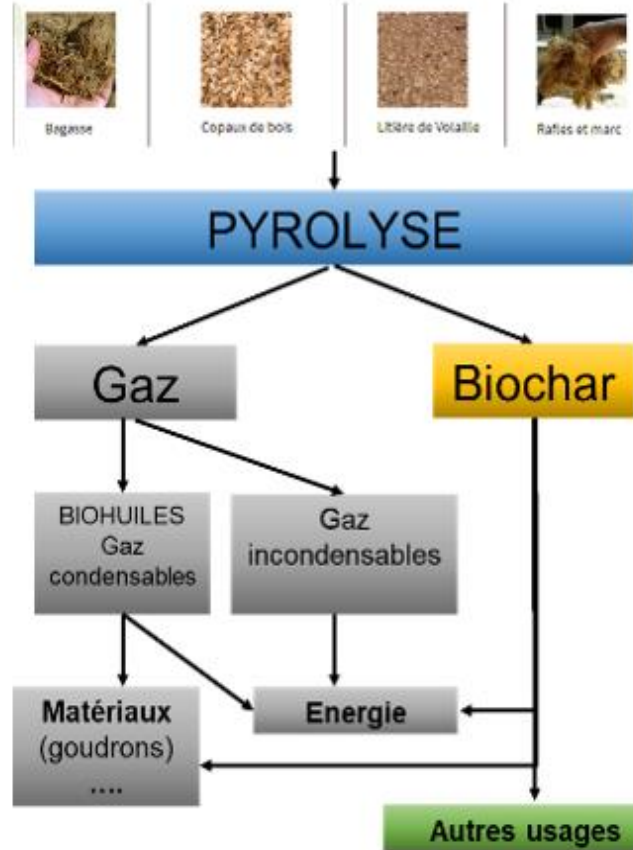 Bagasse
Copaux de bois
Litière de Volaille
Rafles et marc
PYROLYSE
Gaz
Biochar
BIOHUILES
Gaz
condensables
Gaz
incondensables
Matériaux
(goudrons)
....
Energie
Autres usages